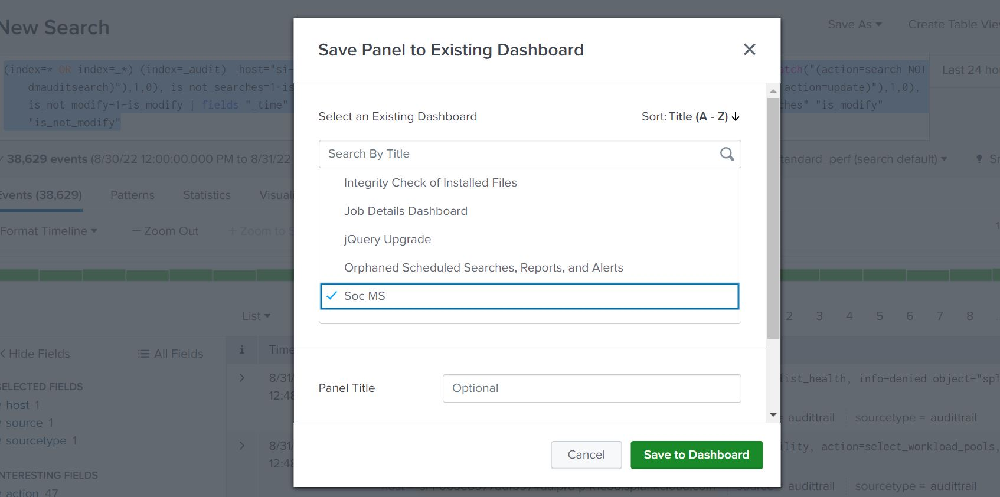 New Search
Save As
Create Table Vie
Save Panel to Existing Dashboard
(index=* OR index=_*) (index=_audit) host="si-
atch("(action=search NOT
Last 24 ho
dmauditsearch)"),1,0), is_not_searches=1-is
action=update)"),1,0),
is_not_modify=1-is_modify | fields "_time"
ches" "is_modify"
"is_not_modify"
Select an Existing Dashboard
Sort: Title (A - Z)
Search By Title
38,629 events (8/30/22 12:00:00.000 PM to 8/31/22
tandard_perf (search default)
Sm
Integrity Check of Installed Files
Events (38,629)
Patterns
Statistics
Visuali
Job Details Dashboard
Format Timeline
Zoom Out
+ Zoom to S
jQuery Upgrade
Orphaned Scheduled Searches, Reports, and Alerts
Soc MS
List
2 3 4 5 6 7 8
Hide Fields
All Fields
i
Time
SELECTED FIELDS
host 1
source 1
sourcetype 1
INTERESTING FIELDS
action 47
8/31/
12:48
list_health, info=denied object="spl
= audittrail
sourcetype = audittrail
Panel Title
Optional
8/31/
12:48
ility, action=select_workload_pools,
audittrail
sourcetype = audittrail
Cancel
Save to Dashboard